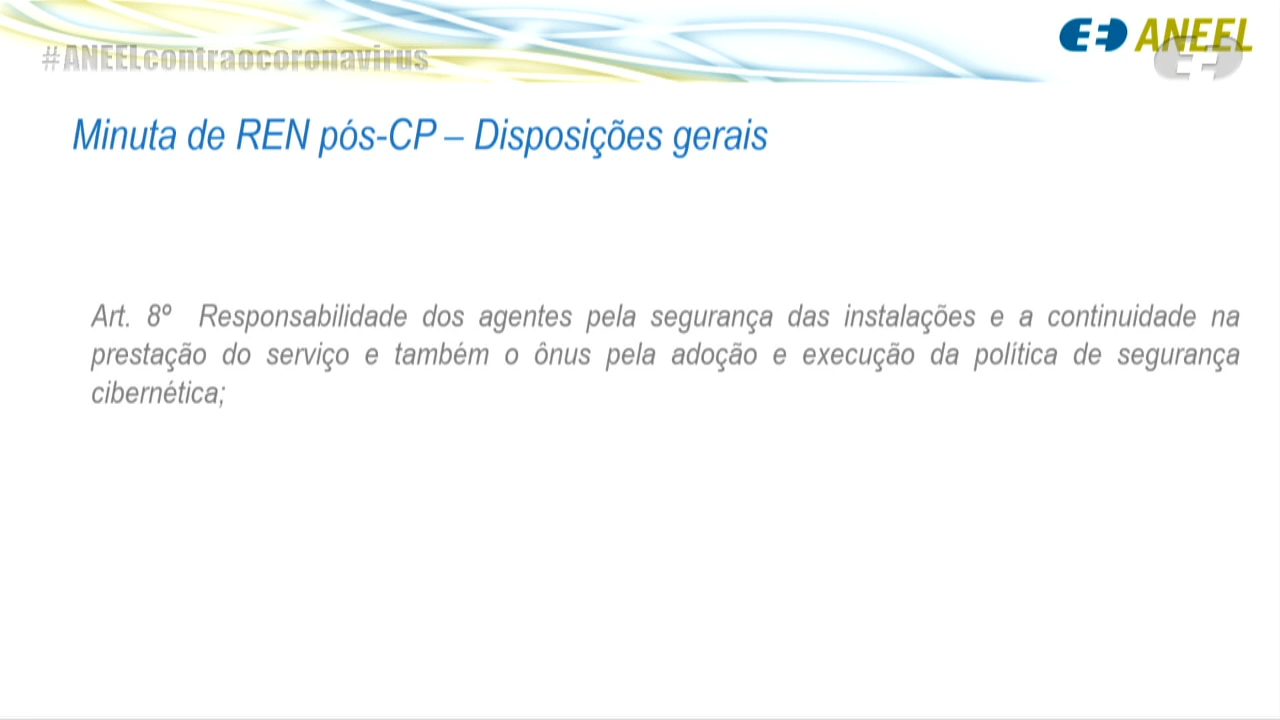 #ANEELcontraocoronavirus
ANEEL
Minuta de REN pós-CP – Disposições gerais
Art. 8º Responsabilidade dos agentes pela segurança das instalações e a continuidade na
prestação do serviço e também o ônus pela adoção e execução da política de segurança
cibernética;